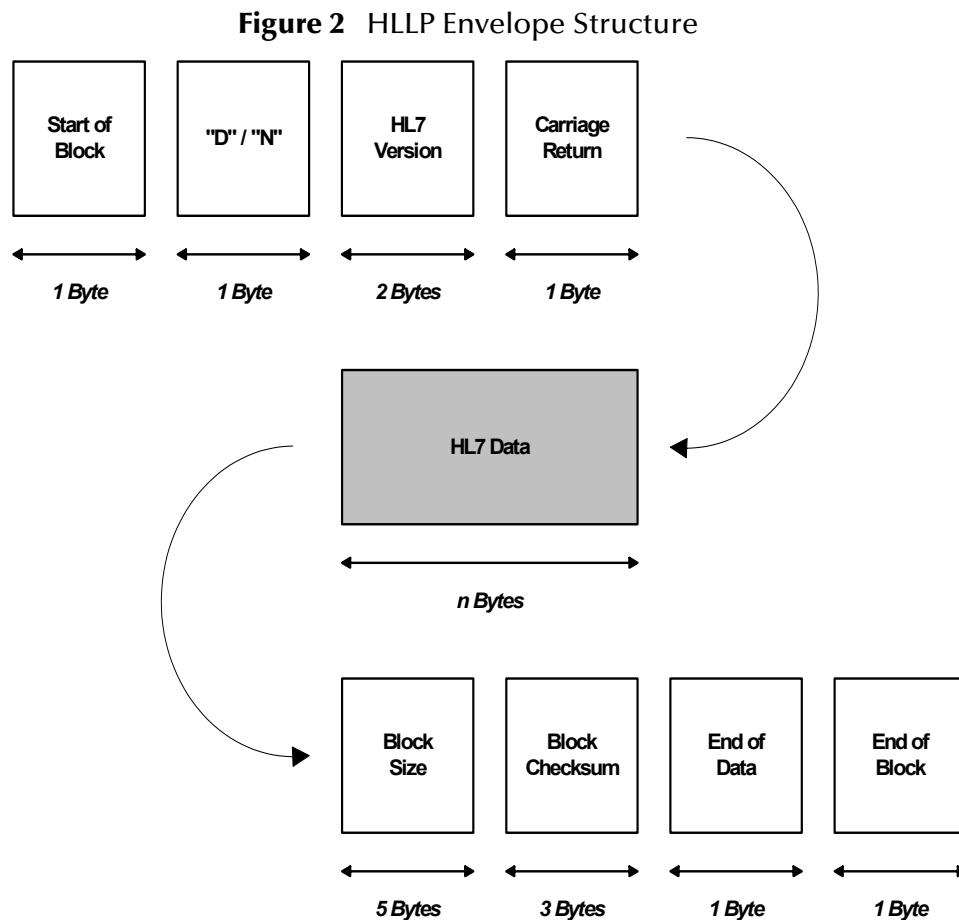 Figure 2 HLLP Envelope Structure
Start of
Block
"D" / "N"
HL7
Version
Carriage
Return
1 Byte
1 Byte
2 Bytes
1 Byte
HL7 Data
n Bytes
Block
Size
Block
Checksum
End of
Data
End of
Block
5 Bytes
3 Bytes
1 Byte
1 Byte